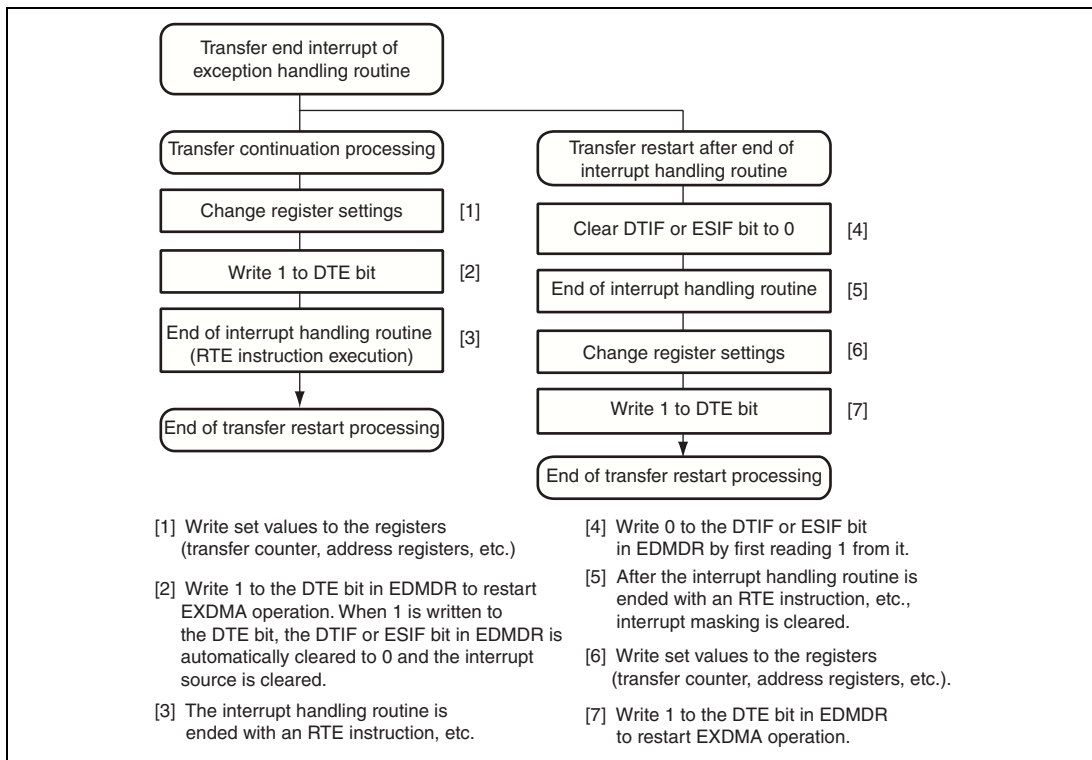 Transfer end interrupt of
exception handling routine
Transfer continuation processing
Change register settings [1]
Write 1 to DTE bit [2]
End of interrupt handling routine
(RTE instruction execution) [3]
End of transfer restart processing
Transfer restart after end of
interrupt handling routine
Clear DTIF or ESIF bit to 0 [4]
End of interrupt handling routine [5]
Change register settings [6]
Write 1 to DTE bit [7]
End of transfer restart processing
[1] Write set values to the registers
(transfer counter, address registers, etc.)
[2] Write 1 to the DTE bit in EDMDR to restart
EXDMA operation. When 1 is written to
the DTE bit, the DTIF or ESIF bit in EDMDR is
automatically cleared to 0 and the interrupt
source is cleared.
[3] The interrupt handling routine is
ended with an RTE instruction, etc.
[4] Write 0 to the DTIF or ESIF bit
in EDMDR by first reading 1 from it.
[5] After the interrupt handling routine is
ended with an RTE instruction, etc.,
interrupt masking is cleared.
[6] Write set values to the registers
(transfer counter, address registers, etc.).
[7] Write 1 to the DTE bit in EDMDR
to restart EXDMA operation.